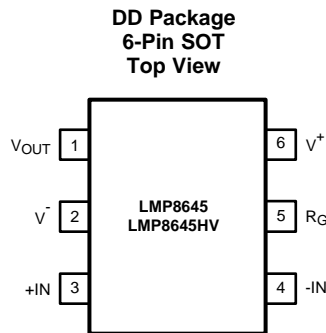 DD Package
6-Pin SOT
Top View
VOUT 1
6 V+
V- 2
LMP8645
LMP8645HV
5 RG
+IN 3
4 -IN